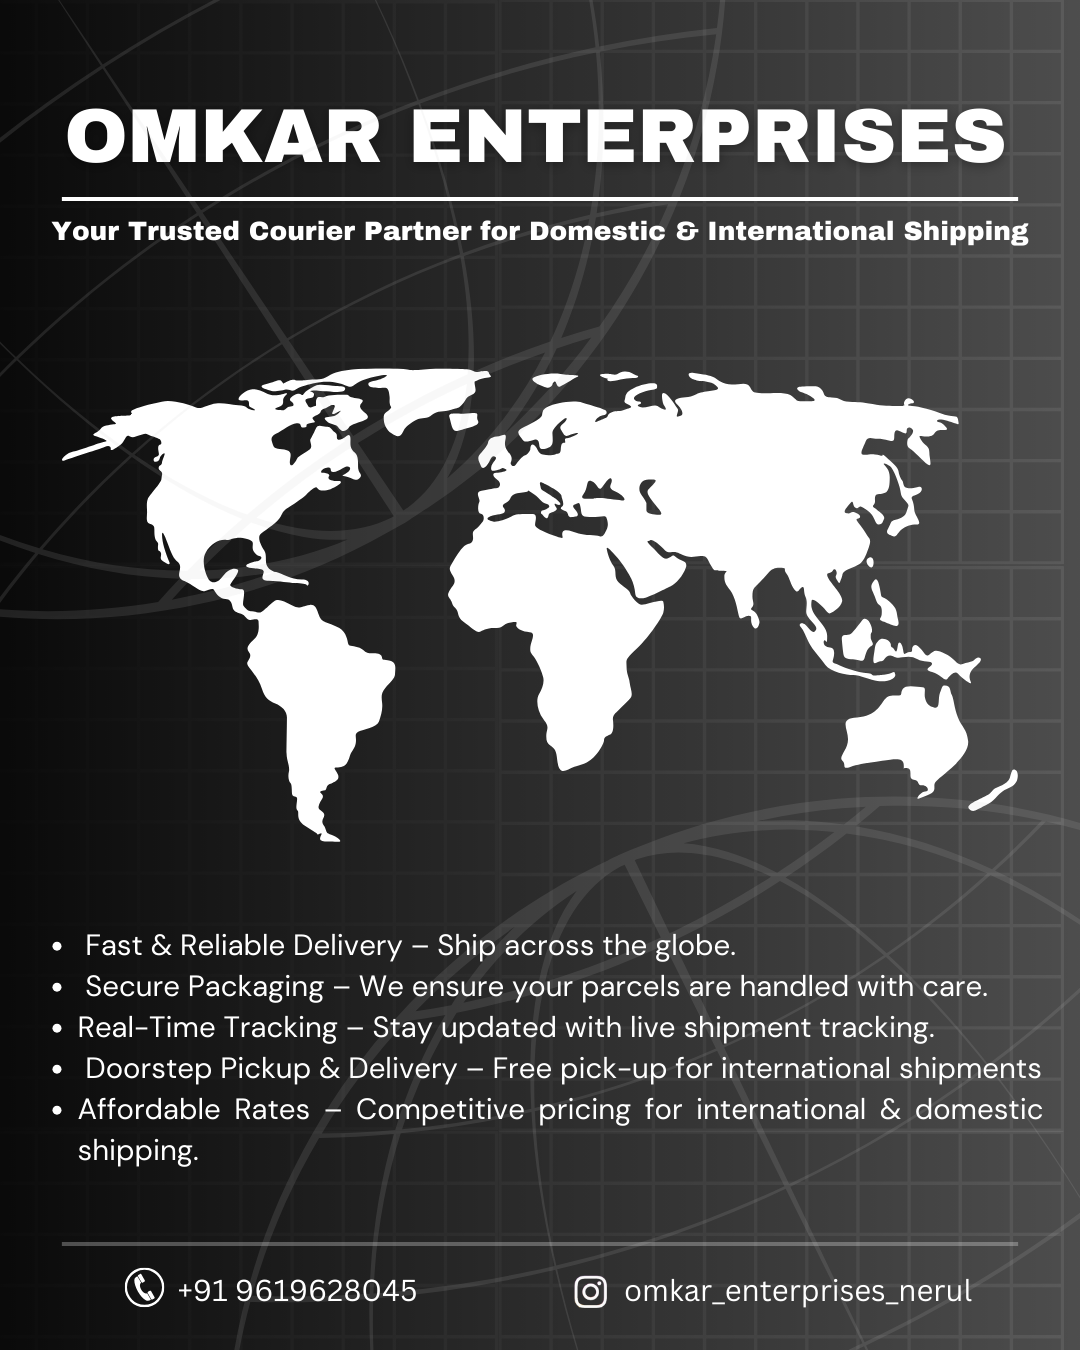 OMKAR ENTERPRISES
Your Trusted Courier Partner for Domestic & International Shipping
• Fast & Reliable Delivery – Ship across the globe.
• Secure Packaging – We ensure your parcels are handled with care.
• Real-Time Tracking – Stay updated with live shipment tracking.
• Doorstep Pickup & Delivery – Free pick-up for international shipments
• Affordable Rates – Competitive pricing for international & domestic
shipping.
+91 9619628045
omkar_enterprises_nerul